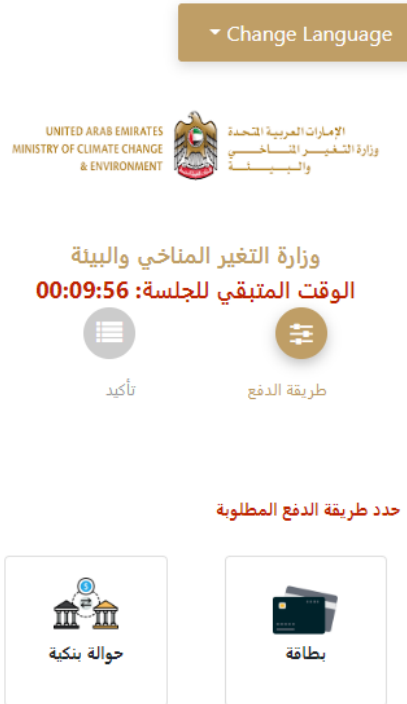 Change Language
UNITED ARAB EMIRATES
MINISTRY OF CLIMATE CHANGE
& ENVIRONMENT
الإمارات العربية المتحدة
وزارة التغيير المناخي
والبيئة
وزارة التغير المناخي والبيئة
الوقت المتبقي للجلسة: 00:09:56
طريقة الدفع
تأكيد
حدد طريقة الدفع المطلوبة
بطاقة
حوالة بنكية